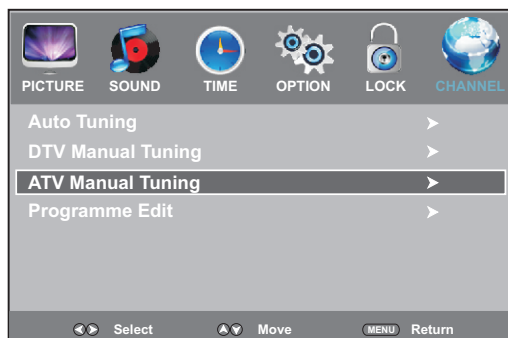 PICTURE SOUND TIME OPTION LOCK CHANNEL
Auto Tuning
DTV Manual Tuning
ATV Manual Tuning
Programme Edit
Select Move MENU Return